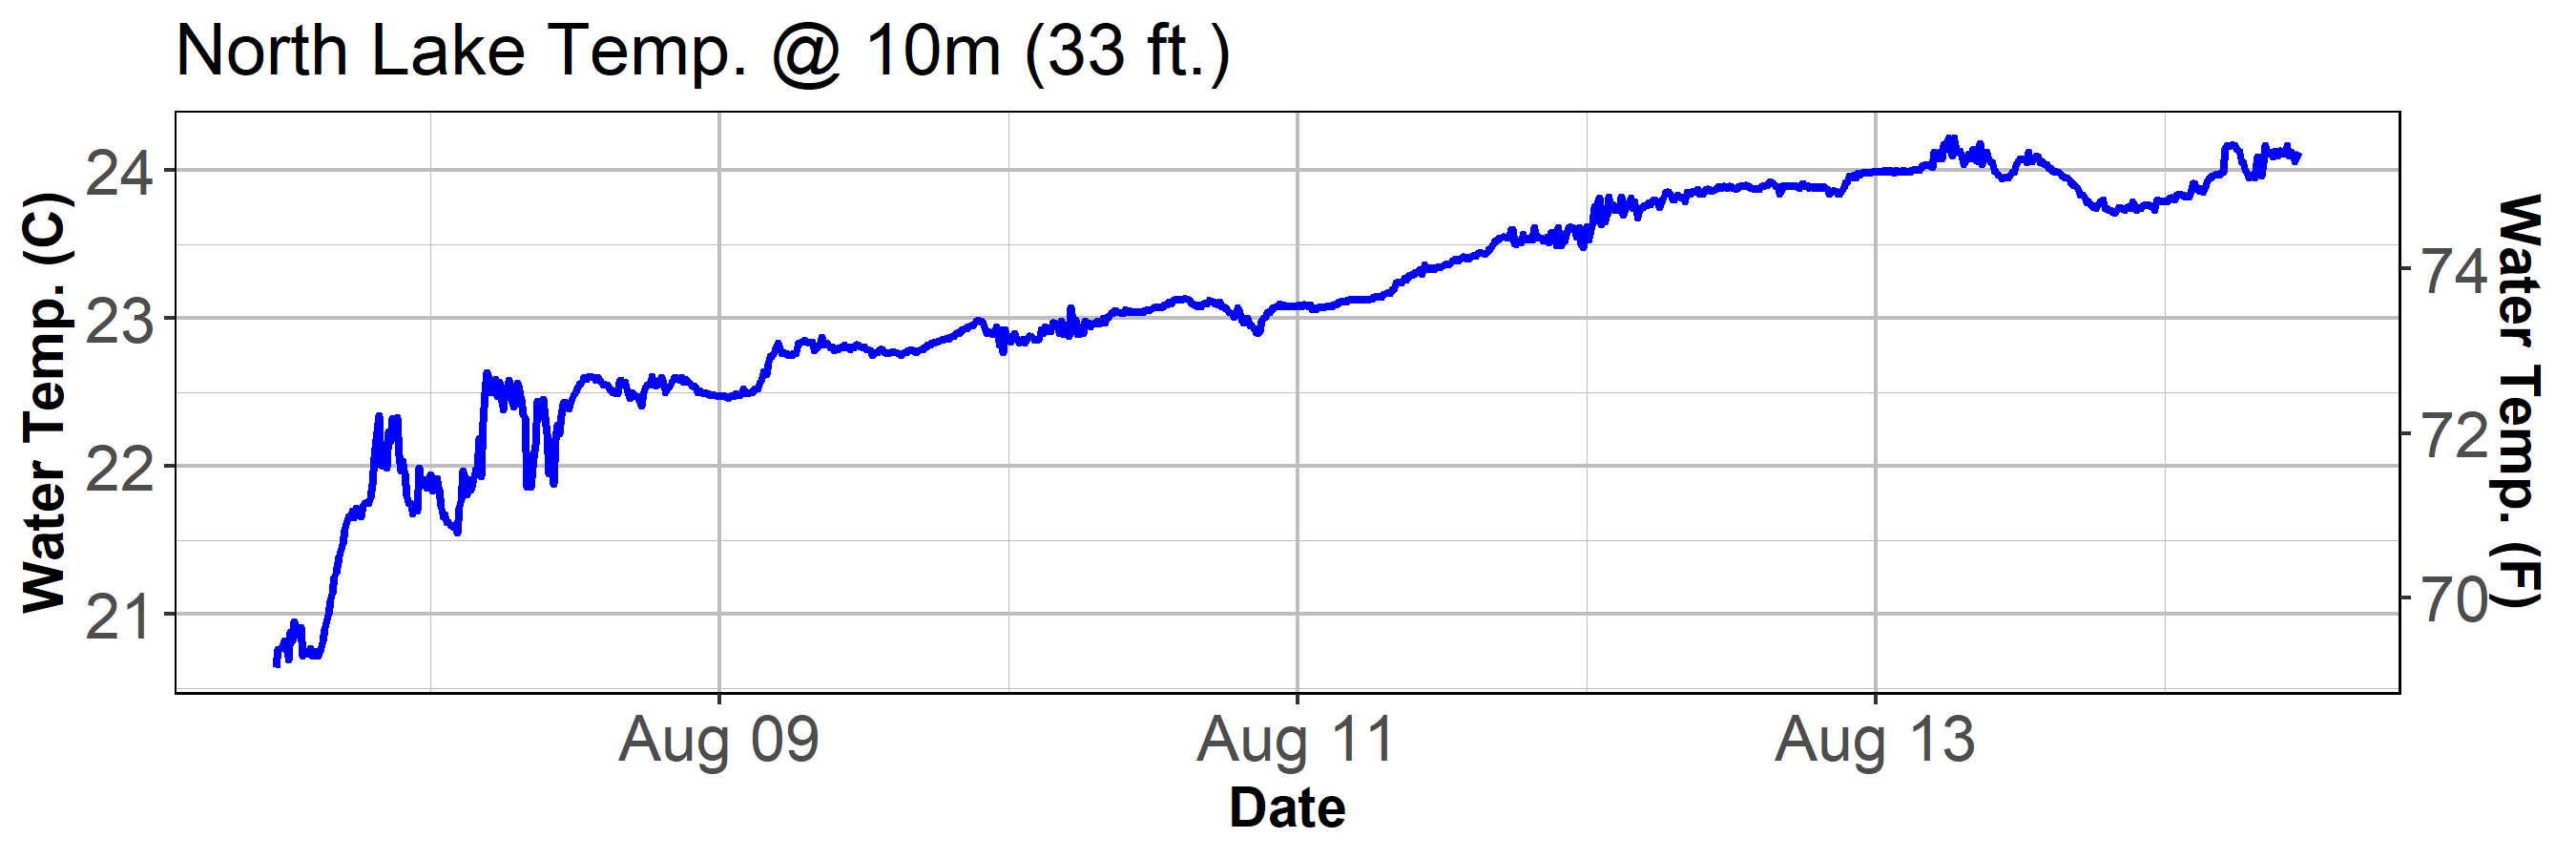 North Lake Temp. @ 10m (33 ft.)
Water Temp. (C)
24
23
22
21
74
72
70
Water Temp. (F)
Aug 09
Aug 11
Aug 13
Date